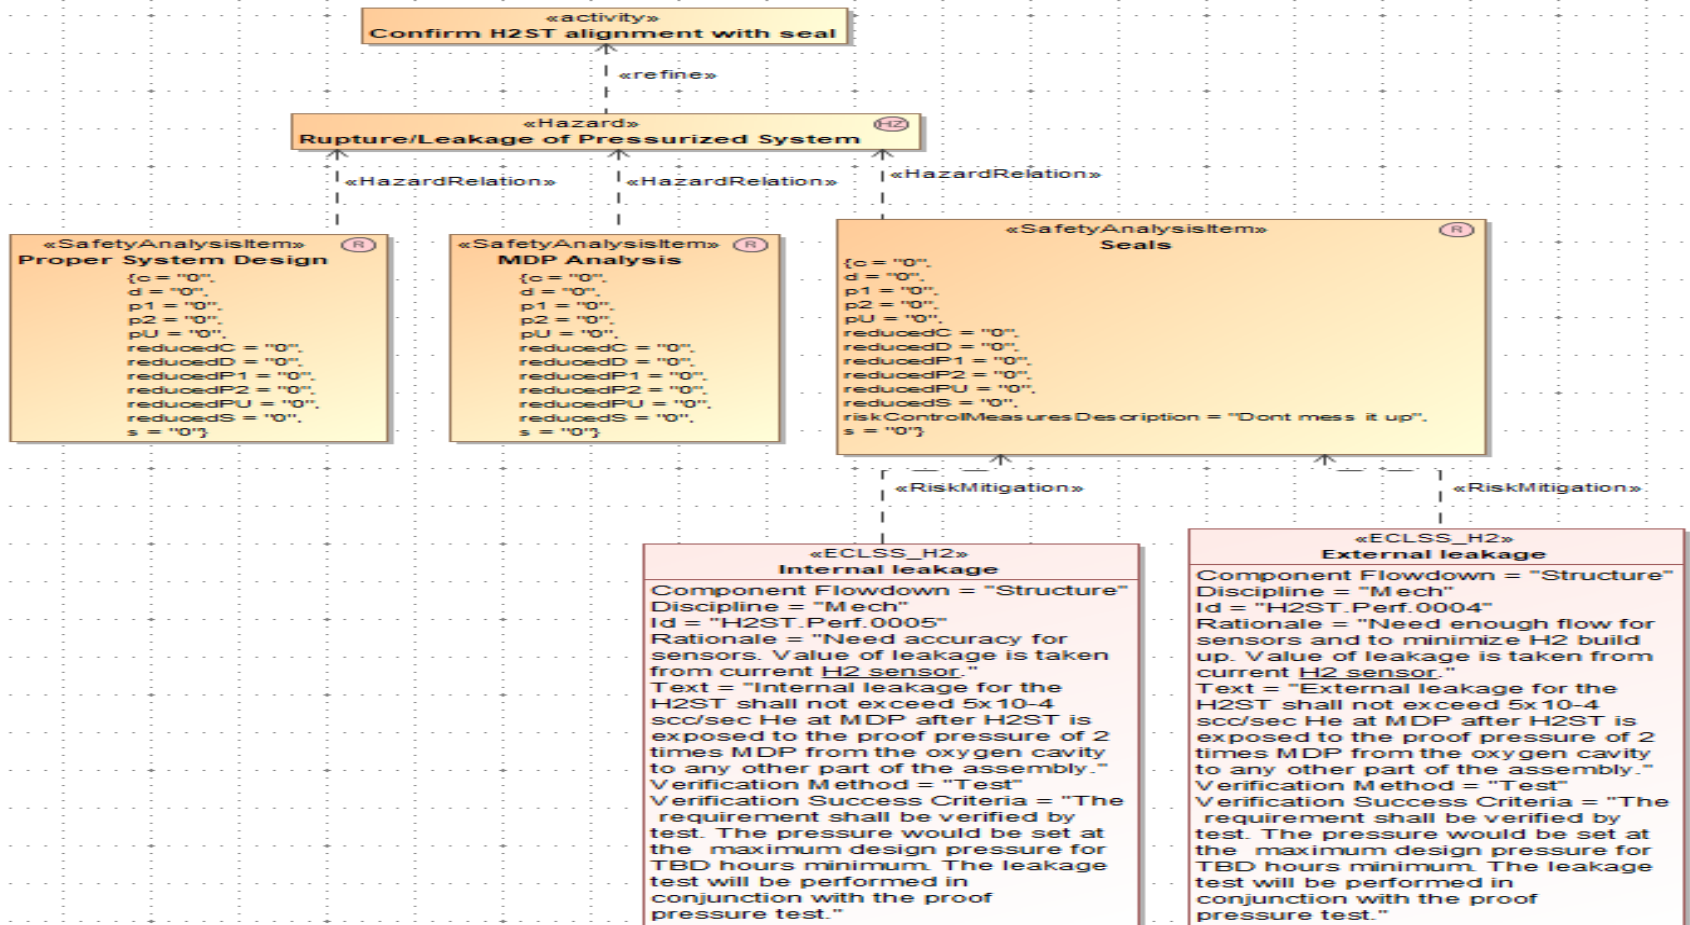 «activity»
Confirm H2ST alignment with seal
«refine»
«Hazard»
HZ
Rupture/Leakage of Pressurized System
«HazardRelation»
«HazardRelation»
«HazardRelation»
«SafetyAnalysisItem»
R
Proper System Design
{c = "0",
d = "0",
p1 = "0",
p2 = "0",
pU = "0",
reducedC = "0",
reducedD = "0",
reducedP1 = "0",
reducedP2 = "0",
reducedPU = "0",
reducedS = "0",
s = "0"}
«SafetyAnalysisItem»
R
MDP Analysis
{c = "0",
d = "0",
p1 = "0",
p2 = "0",
pU = "0",
reducedC = "0",
reducedD = "0",
reducedP1 = "0",
reducedP2 = "0",
reducedPU = "0",
reducedS = "0",
s = "0"}
«SafetyAnalysisItem»
R
Seals
{c = "0",
d = "0",
p1 = "0",
p2 = "0",
pU = "0",
reducedC = "0",
reducedD = "0",
reducedP1 = "0",
reducedP2 = "0",
reducedPU = "0",
reducedS = "0",
riskControlMeasuresDescription = "Dont mess it up",
s = "0"}
«RiskMitigation»
«RiskMitigation»
«ECLSS_H2»
Internal leakage
Component Flowdown = "Structure"
Discipline = "Mech"
Id = "H2ST.Perf.0005"
Rationale = "Need accuracy for
sensors. Value of leakage is taken
from current H2 sensor."
Text = "Internal leakage for the
H2ST shall not exceed 5x10-4
scc/sec He at MDP after H2ST is
exposed to the proof pressure of 2
times MDP from the oxygen cavity
to any other part of the assembly."
Verification Method = "Test"
Verification Success Criteria = "The
requirement shall be verified by
test. The pressure would be set at
the maximum design pressure for
TBD hours minimum. The leakage
test will be performed in
conjunction with the proof
pressure test."
«ECLSS_H2»
External leakage
Component Flowdown = "Structure"
Discipline = "Mech"
Id = "H2ST.Perf.0004"
Rationale = "Need enough flow for
sensors and to minimize H2 build
up. Value of leakage is taken from
current H2 sensor."
Text = "External leakage for the
H2ST shall not exceed 5x10-4
scc/sec He at MDP after H2ST is
exposed to the proof pressure of 2
times MDP from the oxygen cavity
to any other part of the assembly."
Verification Method = "Test"
Verification Success Criteria = "The
requirement shall be verified by
test. The pressure would be set at
the maximum design pressure for
TBD hours minimum. The leakage
test will be performed in
conjunction with the proof
pressure test."